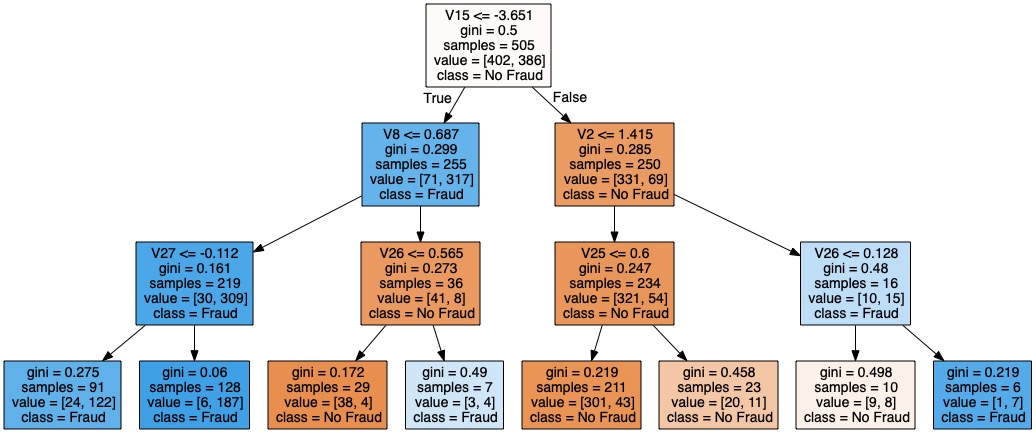 V15 <= -3.651
gini = 0.5
samples = 505
value = [402, 386]
class = No Fraud
True
False
V8 <= 0.687
gini = 0.299
samples = 255
value = [71, 317]
class = Fraud
V2 <= 1.415
gini = 0.285
samples = 250
value = [331, 69]
class = No Fraud
V27 <= -0.112
gini = 0.161
samples = 219
value = [30, 309]
class = Fraud
V26 <= 0.565
gini = 0.273
samples = 36
value = [41, 8]
class = No Fraud
V25 <= 0.6
gini = 0.247
samples = 234
value = [321, 54]
class = No Fraud
V26 <= 0.128
gini = 0.48
samples = 16
value = [10, 15]
class = Fraud
gini = 0.275
samples = 91
value = [24, 122]
class = Fraud
gini = 0.06
samples = 128
value = [6, 187]
class = Fraud
gini = 0.172
samples = 29
value = [38, 4]
class = No Fraud
gini = 0.49
samples = 7
value = [3, 4]
class = Fraud
gini = 0.219
samples = 211
value = [301, 43]
class = No Fraud
gini = 0.458
samples = 23
value = [20, 11]
class = No Fraud
gini = 0.498
samples = 10
value = [9, 8]
class = No Fraud
gini = 0.219
samples = 6
value = [1, 7]
class = Fraud